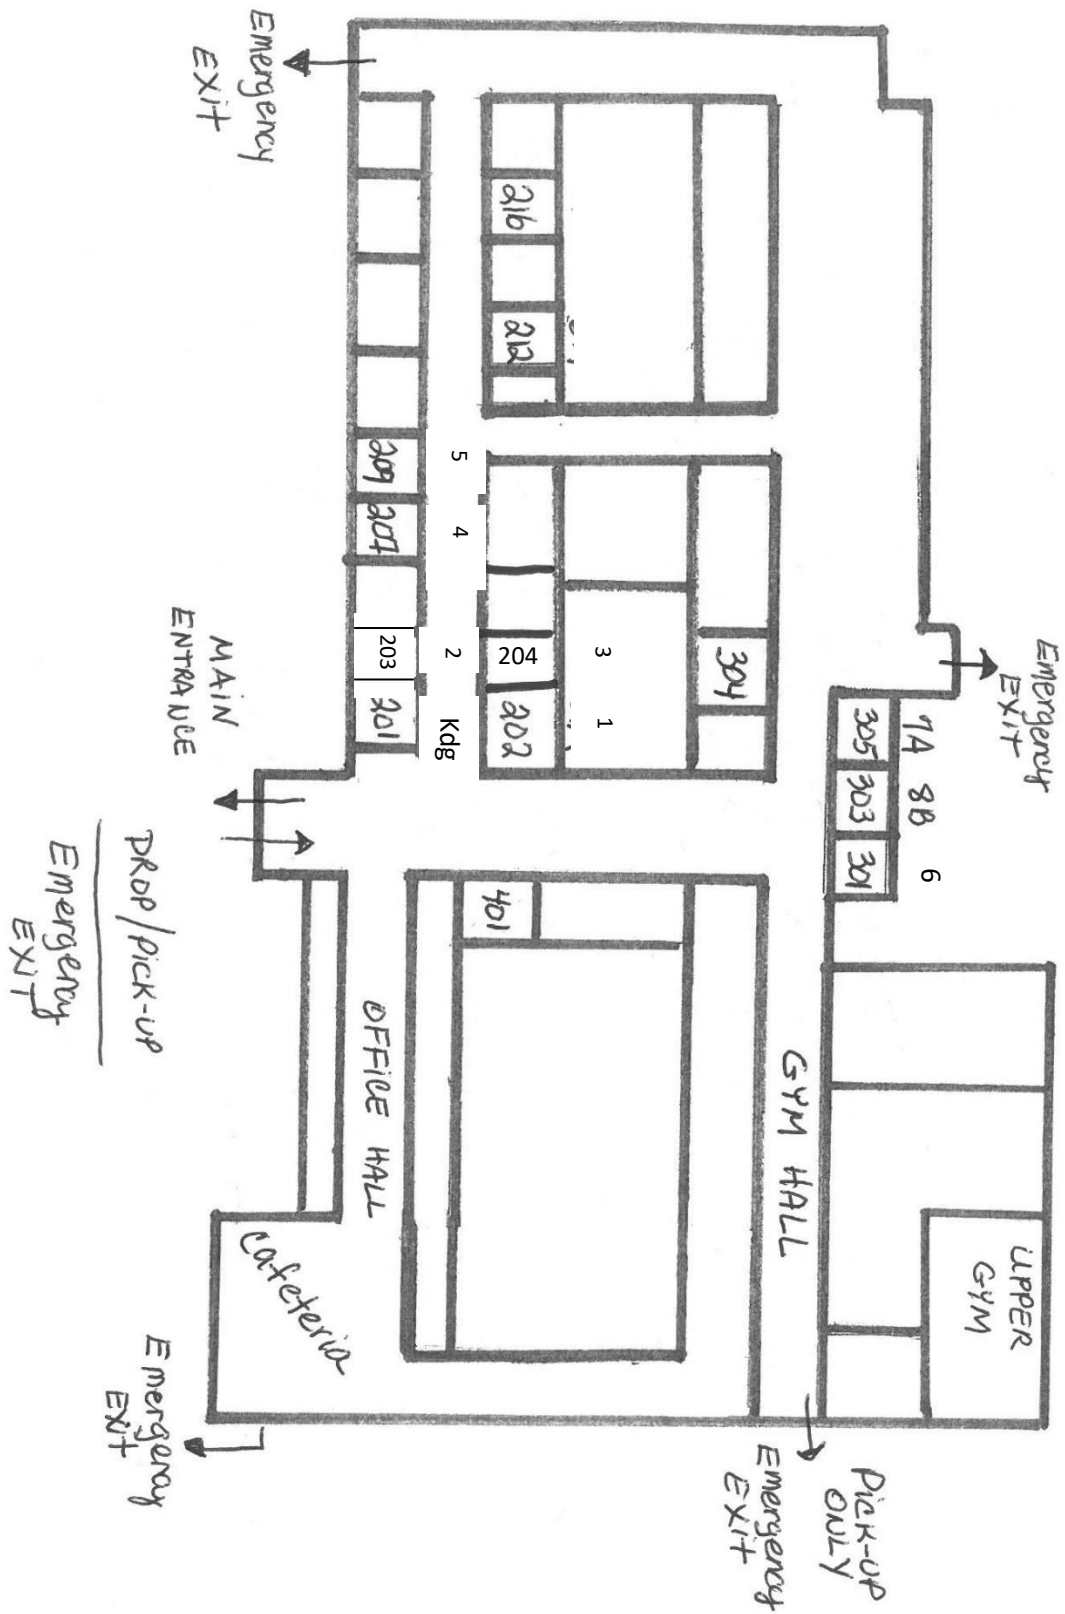 Emergency
Exit
216
212
209
207
203
201
5
4
2
Kdg
204
202
3
1
304
Emergency
Exit
305
303
301
7A
8B
6
MAIN
ENTRANCE
DROP/PICK-UP
Emergency
Exit
401
OFFICE HALL
GYM HALL
UPPER
GYM
Cafeteria
Emergency
Exit
PICK-UP
ONLY
Emergency
Exit